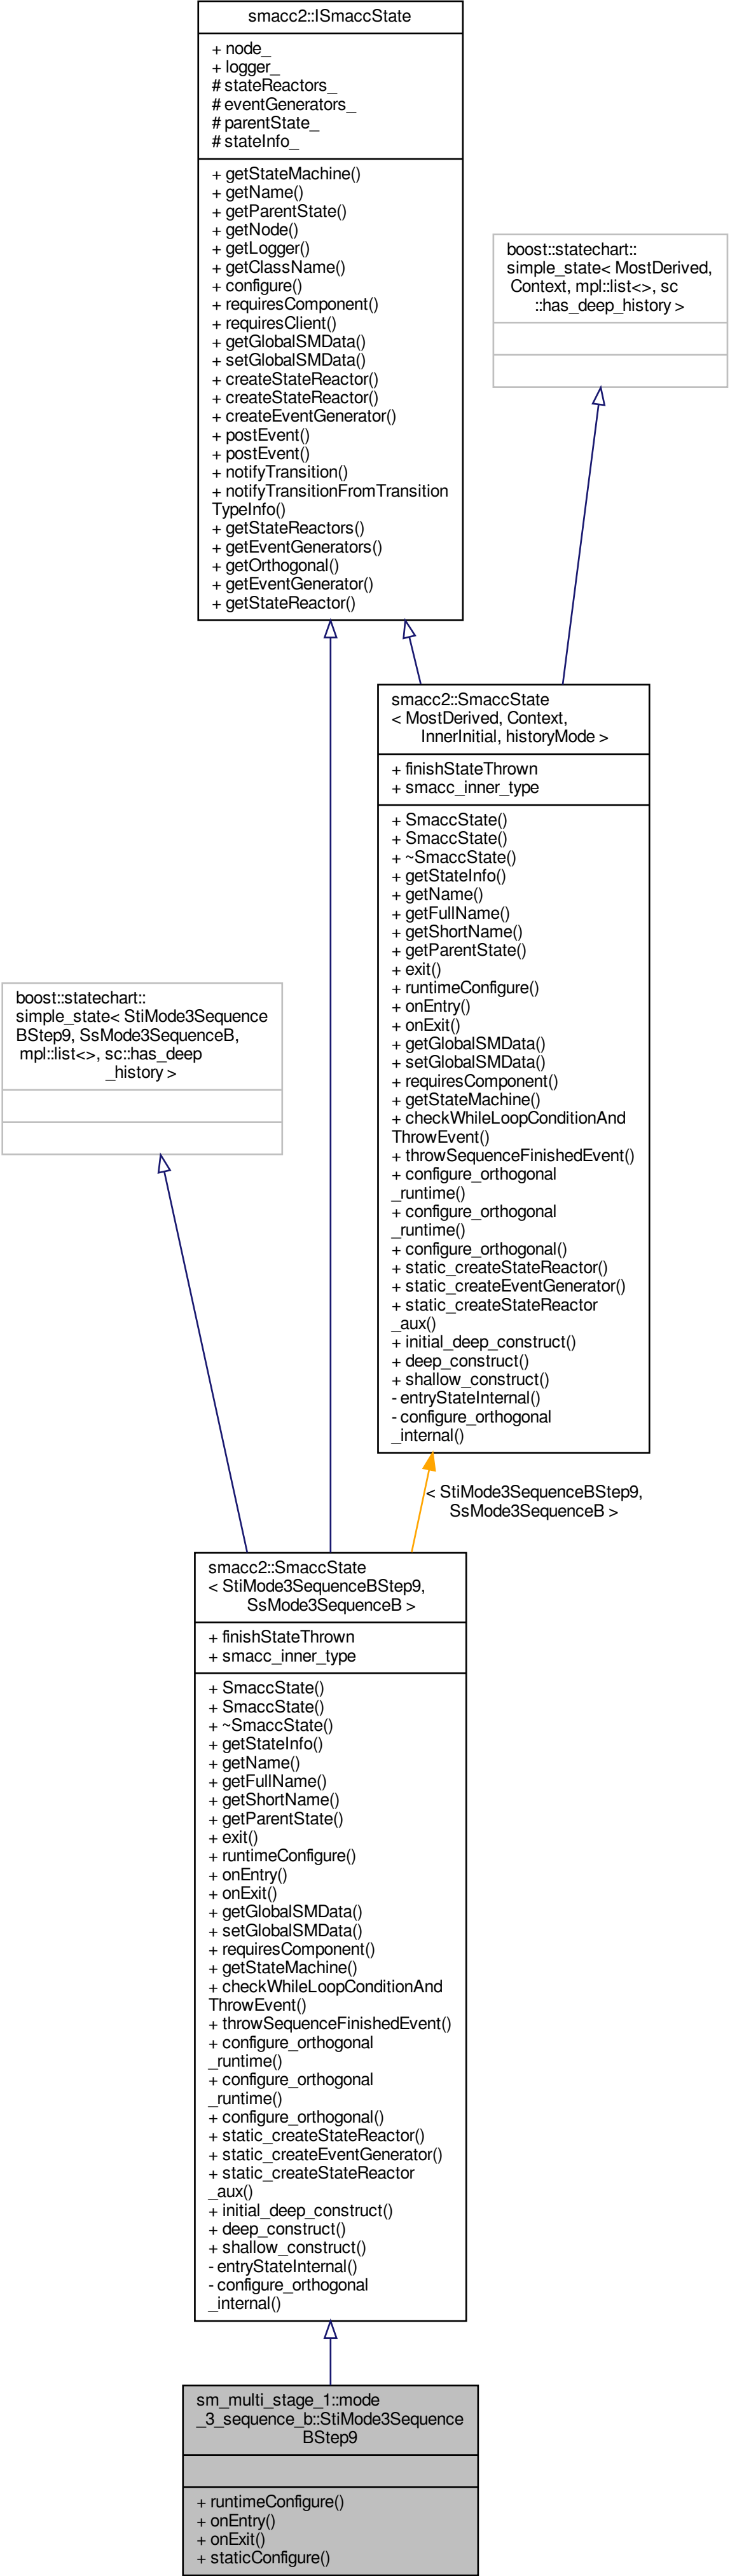 smacc2::ISmaccState
+ node_
+ logger_
# stateReactors_
# eventGenerators_
# parentState_
# stateInfo_
+ getStateMachine()
+ getName()
+ getParentState()
+ getNode()
+ getLogger()
+ getClassName()
+ configure()
+ requiresComponent()
+ requiresClient()
+ getGlobalSMData()
+ setGlobalSMData()
+ createStateReactor()
+ createStateReactor()
+ createEventGenerator()
+ postEvent()
+ postEvent()
+ notifyTransition()
+ notifyTransitionFromTransition
TypeInfo()
+ getStateReactors()
+ getEventGenerators()
+ getOrthogonal()
+ getEventGenerator()
+ getStateReactor()
boost::statechart::
simple_state< MostDerived,
Context, mpl::list<>, sc
::has_deep_history >
smacc2::SmaccState
< MostDerived, Context,
InnerInitial, historyMode >
+ finishStateThrown
+ smacc_inner_type
+ SmaccState()
+ SmaccState()
+ ~SmaccState()
+ getStateInfo()
+ getName()
+ getFullName()
+ getShortName()
+ getParentState()
+ exit()
+ runtimeConfigure()
+ onEntry()
+ onExit()
+ getGlobalSMData()
+ setGlobalSMData()
+ requiresComponent()
+ getStateMachine()
+ checkWhileLoopConditionAnd
ThrowEvent()
+ throwSequenceFinishedEvent()
+ configure_orthogonal
_runtime()
+ configure_orthogonal
_runtime()
+ configure_orthogonal()
+ static_createStateReactor()
+ static_createEventGenerator()
+ static_createStateReactor
_aux()
+ initial_deep_construct()
+ deep_construct()
+ shallow_construct()
- entryStateInternal()
- configure_orthogonal
_internal()
boost::statechart::
simple_state< StiMode3Sequence
BStep9, SsMode3SequenceB,
mpl::list<>, sc::has_deep
_history >
< StiMode3SequenceBStep9,
SsMode3SequenceB >
smacc2::SmaccState
< StiMode3SequenceBStep9,
SsMode3SequenceB >
+ finishStateThrown
+ smacc_inner_type
+ SmaccState()
+ SmaccState()
+ ~SmaccState()
+ getStateInfo()
+ getName()
+ getFullName()
+ getShortName()
+ getParentState()
+ exit()
+ runtimeConfigure()
+ onEntry()
+ onExit()
+ getGlobalSMData()
+ setGlobalSMData()
+ requiresComponent()
+ getStateMachine()
+ checkWhileLoopConditionAnd
ThrowEvent()
+ throwSequenceFinishedEvent()
+ configure_orthogonal
_runtime()
+ configure_orthogonal
_runtime()
+ configure_orthogonal()
+ static_createStateReactor()
+ static_createEventGenerator()
+ static_createStateReactor
_aux()
+ initial_deep_construct()
+ deep_construct()
+ shallow_construct()
- entryStateInternal()
- configure_orthogonal
_internal()
sm_multi_stage_1::mode
_3_sequence_b::StiMode3Sequence
BStep9
+ runtimeConfigure()
+ onEntry()
+ onExit()
+ staticConfigure()